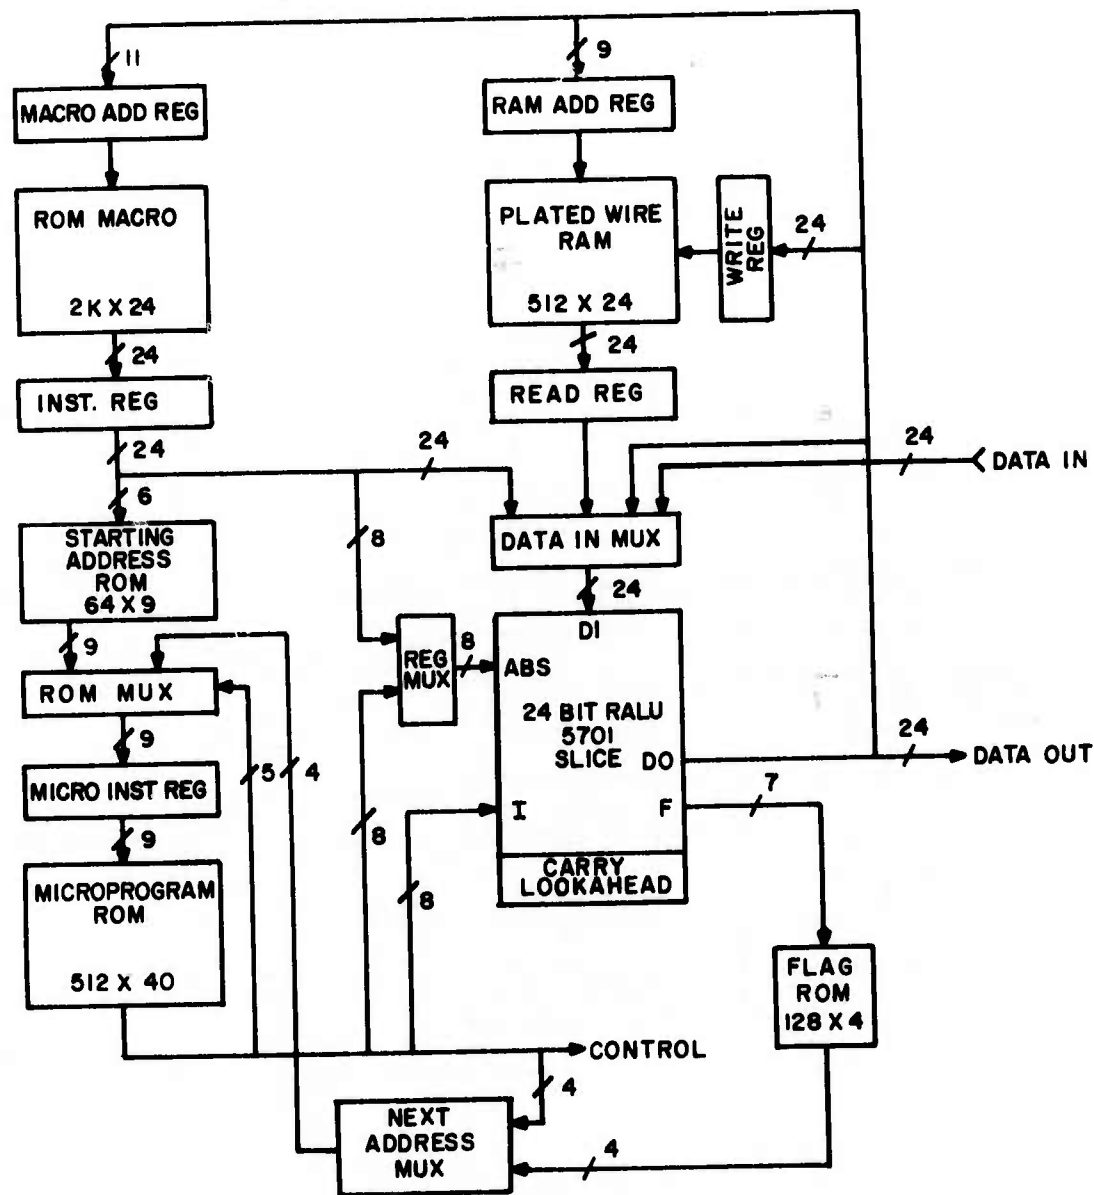 11
9
MACRO ADD REG
RAM ADD REG
ROM MACRO
2K X 24
PLATED WIRE
RAM
512 X 24
WRITE
REG
24
24
24
INST. REG
READ REG
24
24
24
DATA IN
6
8
STARTING
ADDRESS
ROM
64 X 9
DATA IN MUX
24
9
REG
MUX
8
DI
ABS
24 BIT RALU
5701
SLICE
DO
I
F
CARRY
LOOKAHEAD
24
DATA OUT
7
ROM MUX
9
5
4
MICRO INST REG
9
8
8
MICROPROGRAM
ROM
512 X 40
FLAG
ROM
128 X 4
CONTROL
4
NEXT
ADDRESS
MUX
4